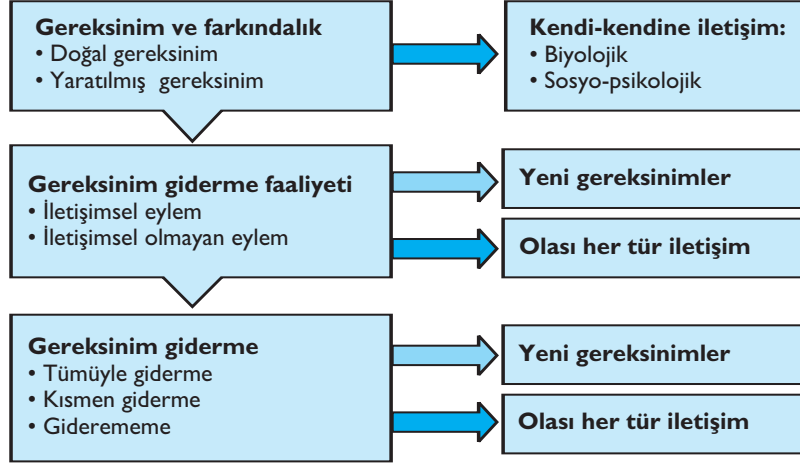 Gereksinim ve farkındalık
• Doğal gereksinim
• Yaratılmış gereksinim
Kendi-kendine iletişim:
• Biyolojik
• Sosyo-psikolojik
Gereksinim giderme faaliyeti
• İletişimsel eylem
• İletişimsel olmayan eylem
Yeni gereksinimler
Olası her tür iletişim
Gereksinim giderme
• Tümüyle giderme
• Kısmen giderme
• Giderememe
Yeni gereksinimler
Olası her tür iletişim